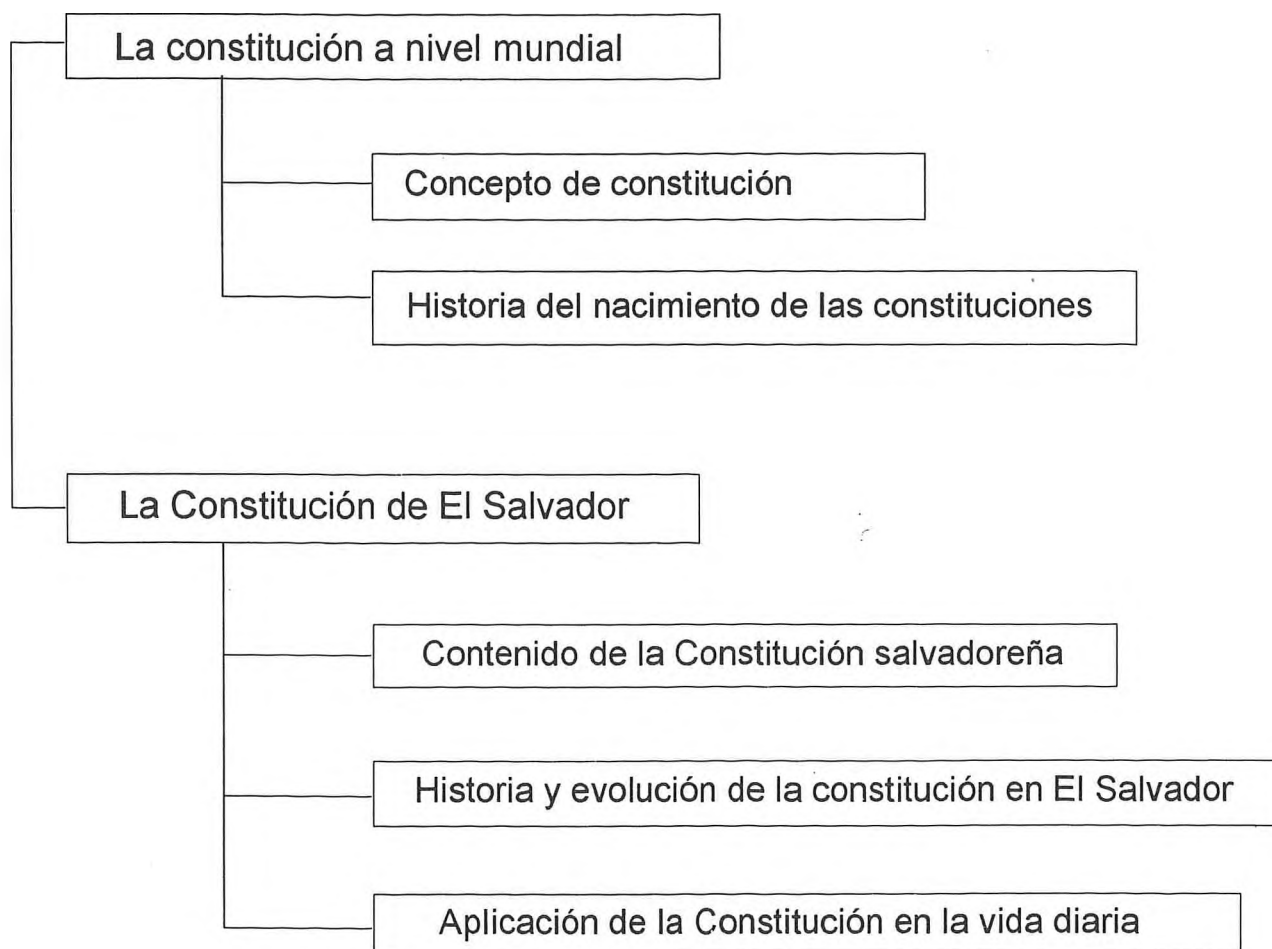 La constitución a nivel mundial
Concepto de constitución
Historia del nacimiento de las constituciones
La Constitución de El Salvador
Contenido de la Constitución salvadoreña
Historia y evolución de la constitución en El Salvador
Aplicación de la Constitución en la vida diaria